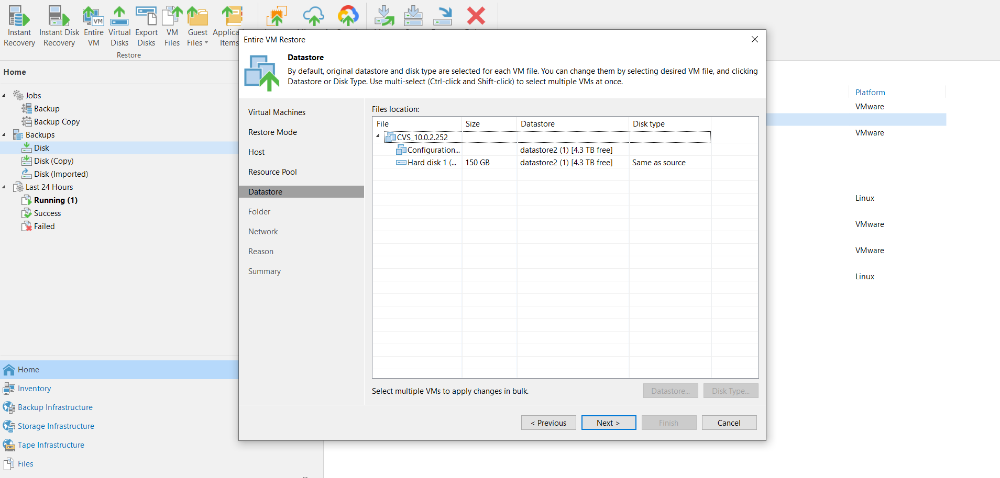 Instant Recovery
Instant Disk Recovery
Entire VM
VM
Virtual Disks
Export Disks
VM Files
Guest Files
Items
Restore
Home
Jobs
Backup
Backup Copy
Backups
Disk
Disk (Copy)
Disk (Imported)
Last 24 Hours
Running (1)
Success
Failed
Home
Inventory
Backup Infrastructure
Storage Infrastructure
Tape Infrastructure
Files
Entire VM Restore
Datastore
By default, original datastore and disk type are selected for each VM file. You can change them by selecting desired VM file, and clicking
Datastore or Disk Type. Use multi-select (Ctrl-click and Shift-click) to select multiple VMs at once.
Virtual Machines
Restore Mode
Host
Resource Pool
Datastore
Folder
Network
Reason
Summary
Files location:
File Size Datastore Disk type
CVS_10.0.2.252
Configuration... datastore2 (1) [4.3 TB free]
Hard disk 1 (... 150 GB datastore2 (1) [4.3 TB free] Same as source
Select multiple VMs to apply changes in bulk.
Datastore... Disk Type...
< Previous Next > Finish Cancel
Platform
VMware
VMware
Linux
VMware
VMware
Linux